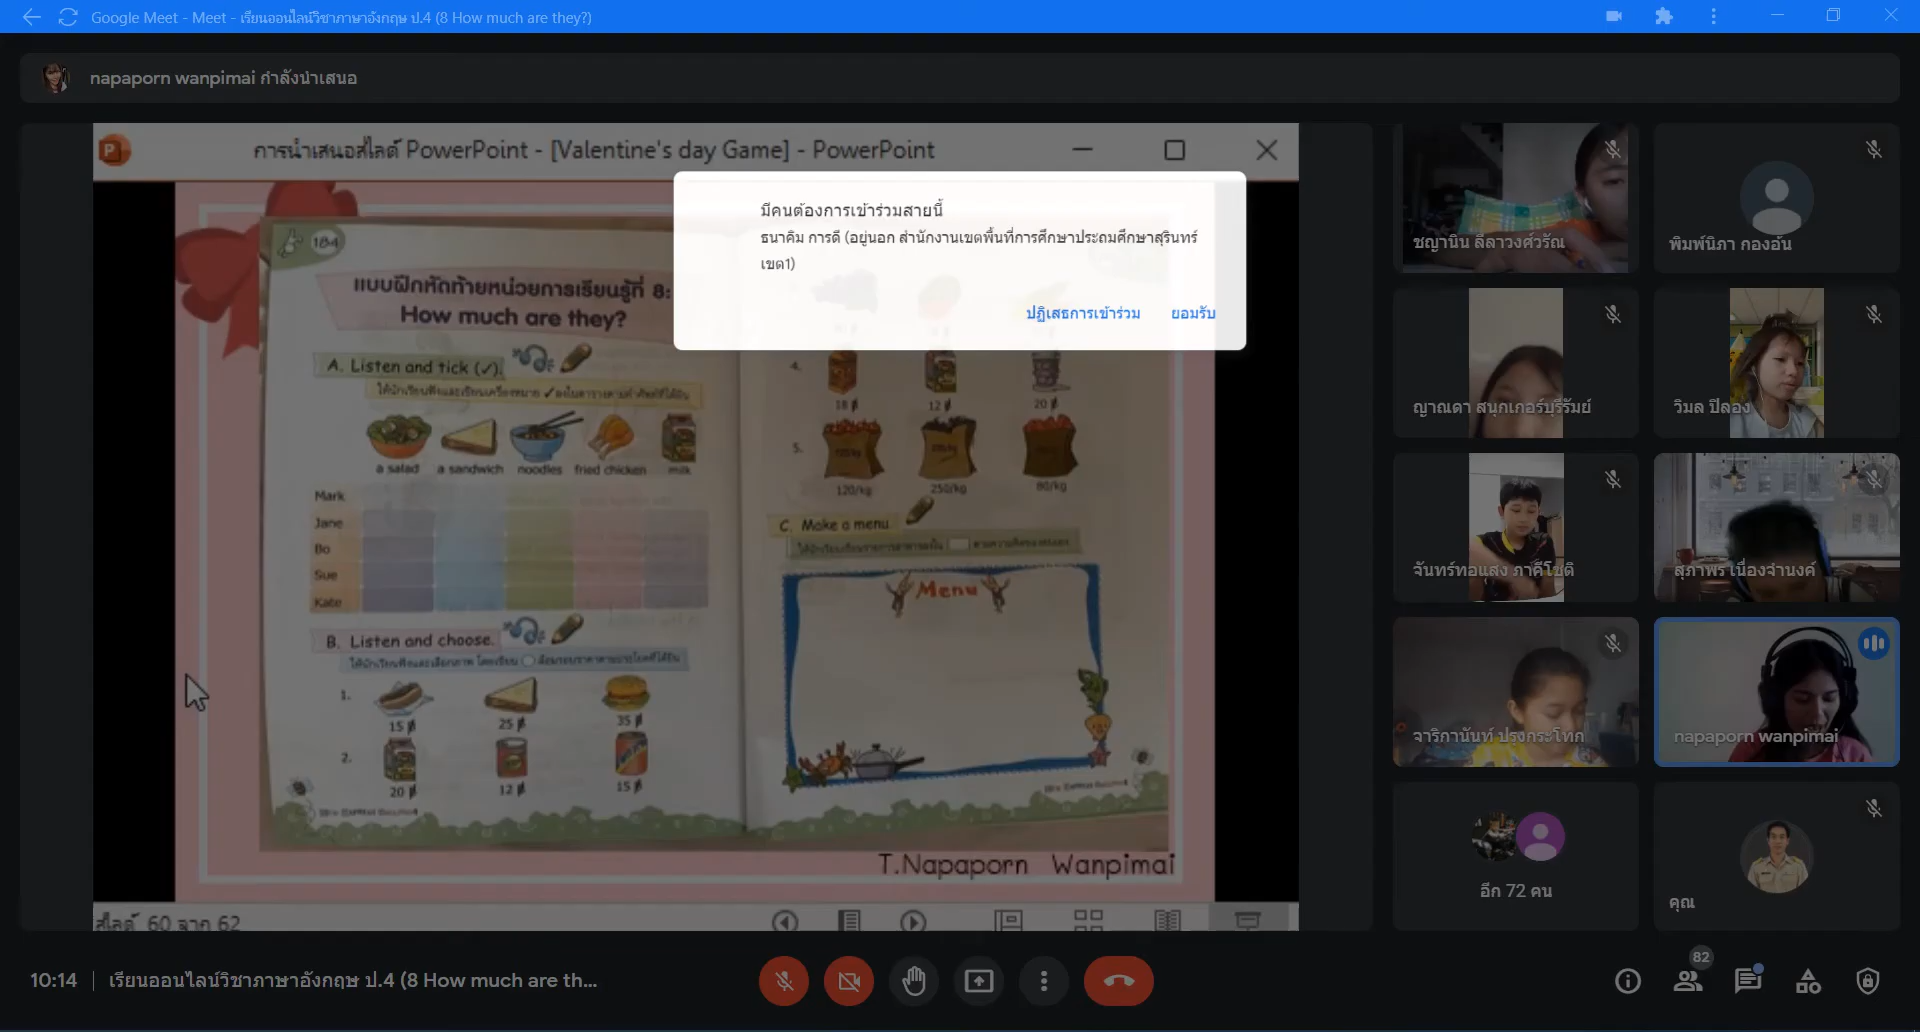 Google Meet - Meet - เรียนออนไลน์วิชาภาษาอังกฤษ ป.4 (8 How much are they?)
napaporn wanpimai กำลังนำเสนอ
การนำเสนอสไลด์ PowerPoint - [Valentine's day Game] - PowerPoint
มีคนต้องการเข้าร่วมสายนี้
ธนาคิม การดี (อยู่นอก สำนักงานเขตพื้นที่การศึกษาประถมศึกษาสุรินทร์
เขต1)
ปฏิเสธการเข้าร่วม ยอมรับ
184
แบบฝึกหัดท้ายหน่วยการเรียนรู้ที่ 8:
How much are they?
A. Listen and tick (✓).
a salad a sandwich noodles fried chicken milk
Mark
Jane
Bo
Sue
Kate
B. Listen and choose.
1.
15 ฿ 25 ฿ 35 ฿
2.
20 ฿ 12 ฿ 15 ฿
4.
18 ฿ 12 ฿ 20 ฿
5.
120/kg 250/kg 80/kg
C. Make a menu
Menu
T.Napaporn Wanpimai
สไลด์ 60 จาก 62
ชญานิน ลีลาวงศ์วรัณ
พิมพ์นิภา กองอัน
ญาณดา สนุกเกอร์บุรีรัมย์
วิมล ปิลอง
จันทร์ทอแสง ภาคีโชติ
สุภาพร เนื่องจำนงค์
จาริกานันท์ ปรงกระโทก
napaporn wanpimai
อีก 72 คน
คุณ
10:14 | เรียนออนไลน์วิชาภาษาอังกฤษ ป.4 (8 How much are th...
82